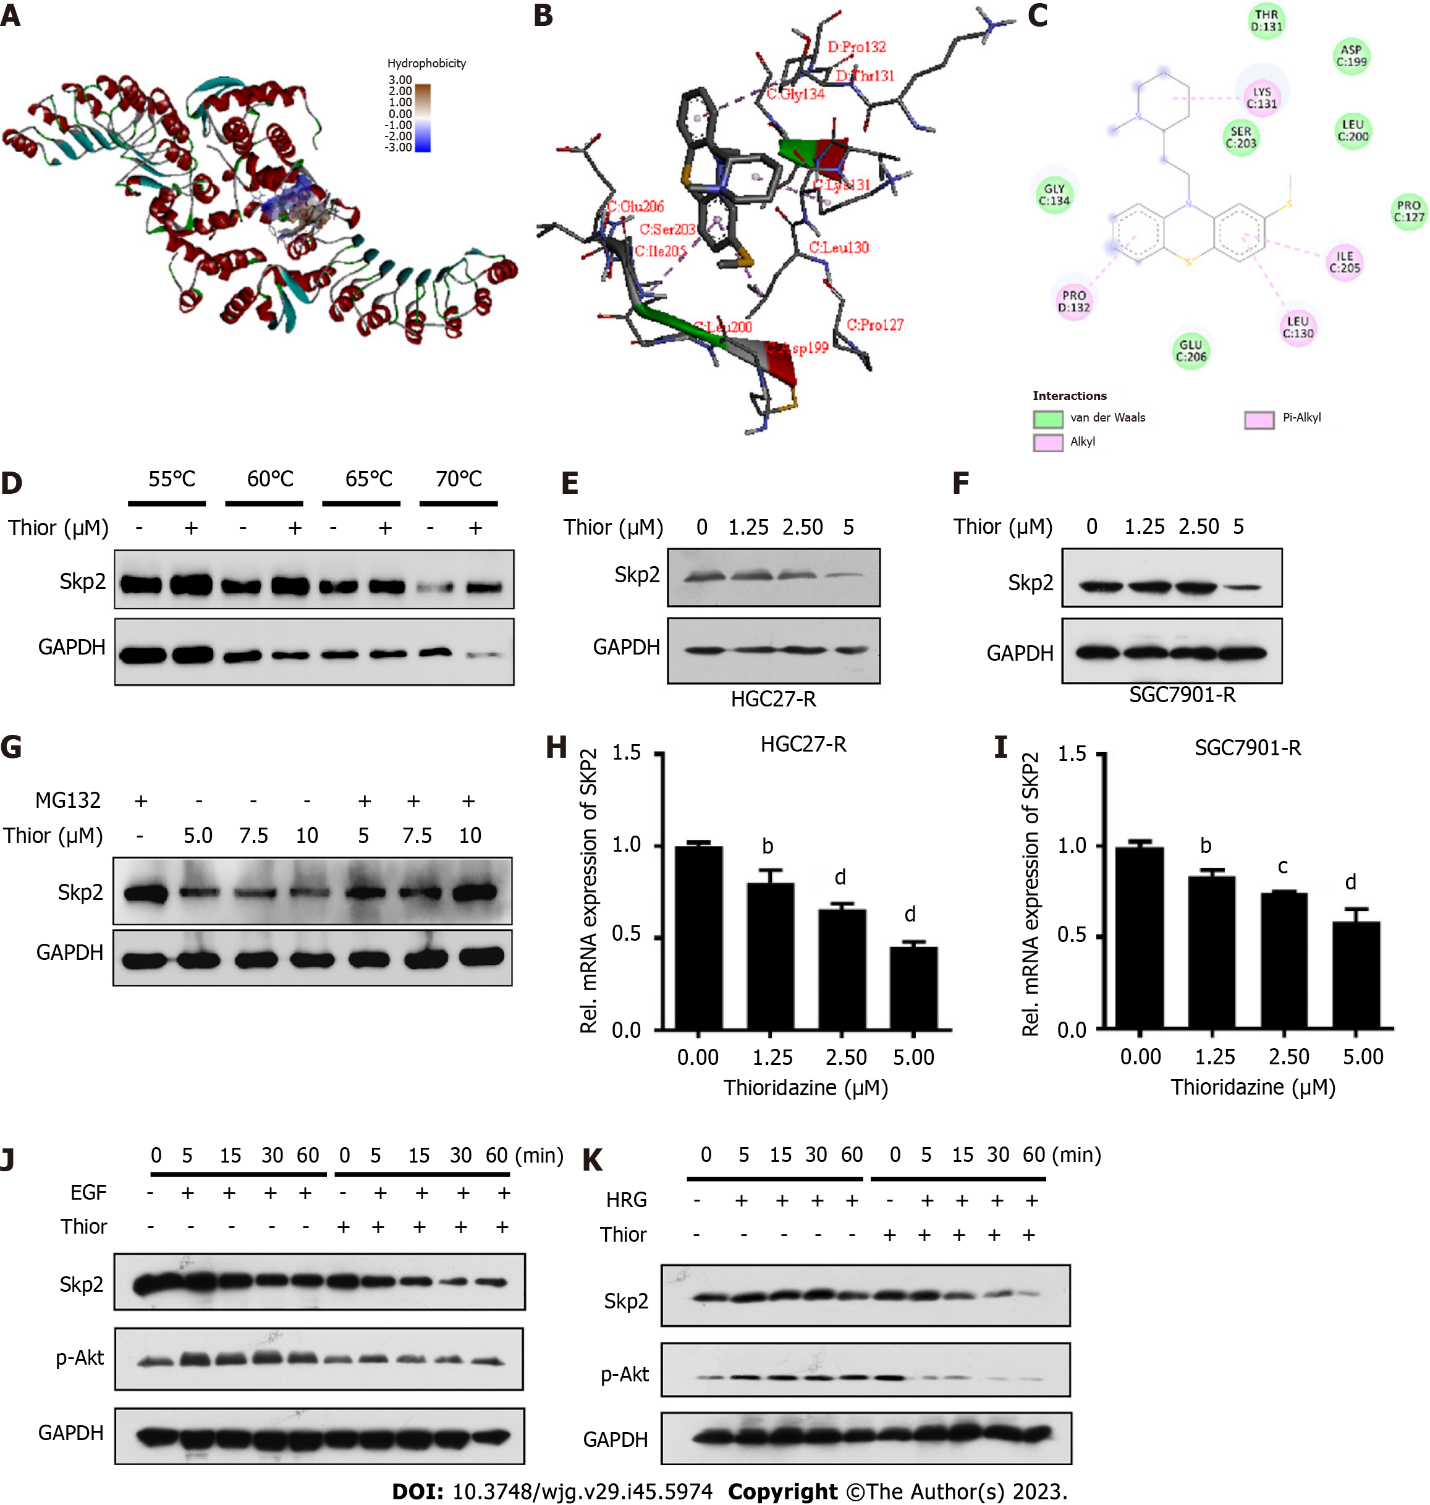 A
Hydrophobicity
3.00
2.00
1.00
0.00
-1.00
-2.00
-3.00
B
D:Pro132
D:Thr131
C:Gly134
C:Lys131
C:Glu206
C:Ser203
C:Ile205
C:Leu130
C:Leu200
C:Pro127
C:Asp199
C
THR
D:131
ASP
C:199
LYS
C:131
SER
C:203
LEU
C:200
GLY
C:134
PRO
C:127
N
N
S
S
ILE
C:205
PRO
D:132
LEU
C:130
GLU
C:206
Interactions
van der Waals
Alkyl
Pi-Alkyl
D
55°C 60°C 65°C 70°C
Thior (µM) - + - + - + - +
Skp2
GAPDH
E
Thior (µM) 0 1.25 2.50 5
Skp2
GAPDH
HGC27-R
F
Thior (µM) 0 1.25 2.50 5
Skp2
GAPDH
SGC7901-R
G
MG132 + - - - + + +
Thior (µM) - 5.0 7.5 10 5 7.5 10
Skp2
GAPDH
H
HGC27-R
Rel. mRNA expression of SKP2
1.5
1.0
0.5
0.0
b
d
d
0.00 1.25 2.50 5.00
Thioridazine (µM)
I
SGC7901-R
Rel. mRNA expression of SKP2
1.5
1.0
0.5
0.0
b
c
d
0.00 1.25 2.50 5.00
Thioridazine (µM)
J
0 5 15 30 60 0 5 15 30 60 (min)
EGF - + + + + - + + + +
Thior - - - - - + + + + +
Skp2
p-Akt
GAPDH
K
0 5 15 30 60 0 5 15 30 60 (min)
HRG - + + + + - + + + +
Thior - - - - - + + + + +
Skp2
p-Akt
GAPDH
DOI: 10.3748/wjg.v29.i45.5974 Copyright ©The Author(s) 2023.